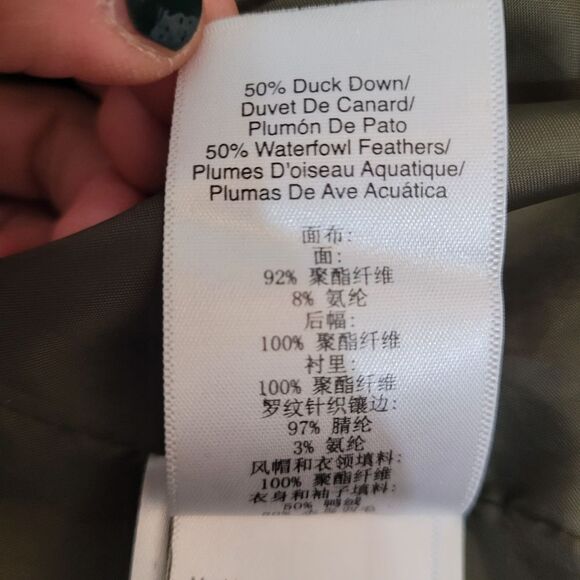 50% Duck Down/
Duvet De Canard/
Plumón De Pato
50% Waterfowl Feathers/
Plumes D'oiseau Aquatique/
Plumas De Ave Acuática
面布:
面:
92% 聚酯纤维
8% 氨纶
后幅:
100% 聚酯纤维
衬里:
100% 聚酯纤维
罗纹针织镶边:
97% 腈纶
3% 氨纶
风帽和衣领填料:
100% 聚酯纤维
衣身和袖子填料:
50% 鸭绒